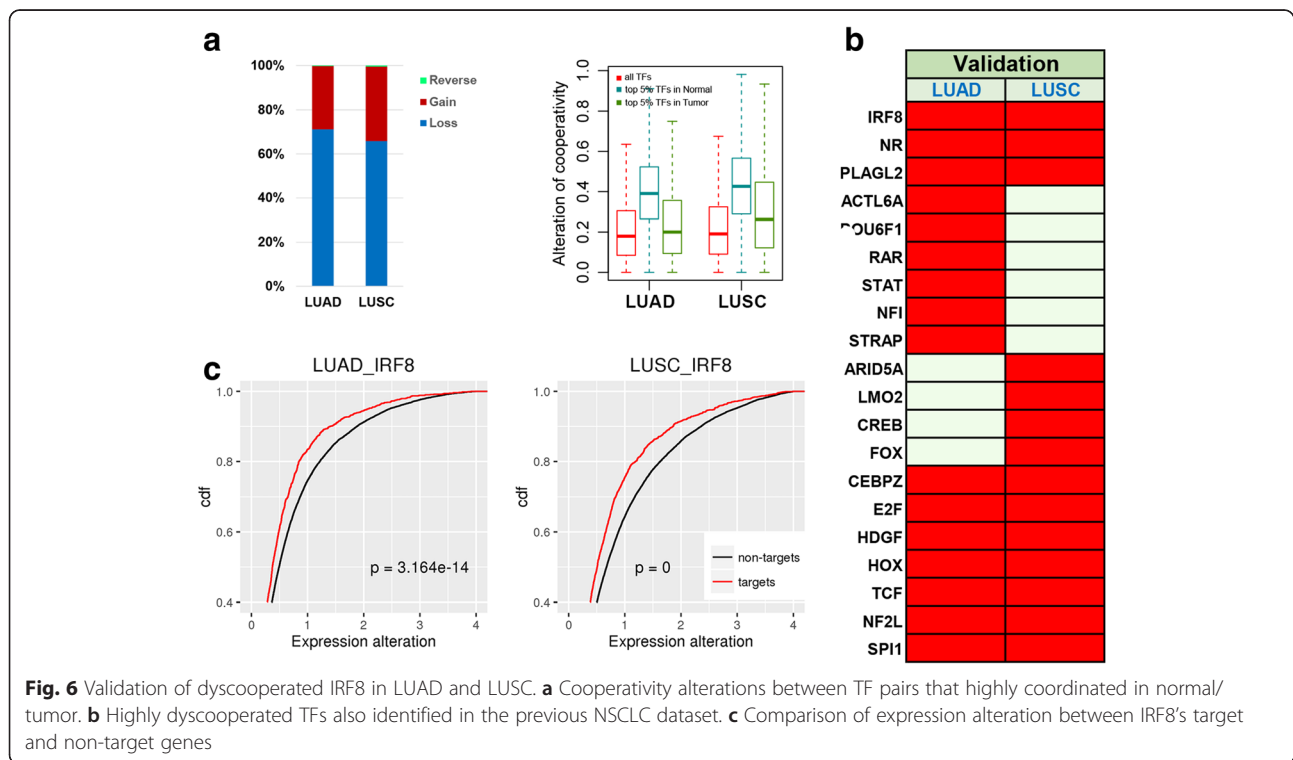 a
100%
80%
60%
40%
20%
0%
LUAD LUSC
Reverse
Gain
Loss
Alteration of cooperativity
1.0
0.8
0.6
0.4
0.2
0.0
all TFs
top 5% TFs in Normal
top 5% TFs in Tumor
LUAD LUSC
b
Validation
LUAD LUSC
IRF8
NR
PLAGL2
ACTL6A
RAR
STAT
NFI
STRAP
ARID5A
LMO2
CREB
FOX
CEBPZ
E2F
HDGF
HOX
TCF
NF2L
SPI1
c
LUAD_IRF8
cdf
1.0
0.8
0.6
0.4
p = 3.164e-14
0 1 2 3 4
Expression alteration
LUSC_IRF8
cdf
1.0
0.8
0.6
0.4
p = 0
non-targets
targets
0 1 2 3 4
Expression alteration
Fig. 6 Validation of dyscooperated IRF8 in LUAD and LUSC. a Cooperativity alterations between TF pairs that highly coordinated in normal/
tumor. b Highly dyscooperated TFs also identified in the previous NSCLC dataset. c Comparison of expression alteration between IRF8's target
and non-target genes